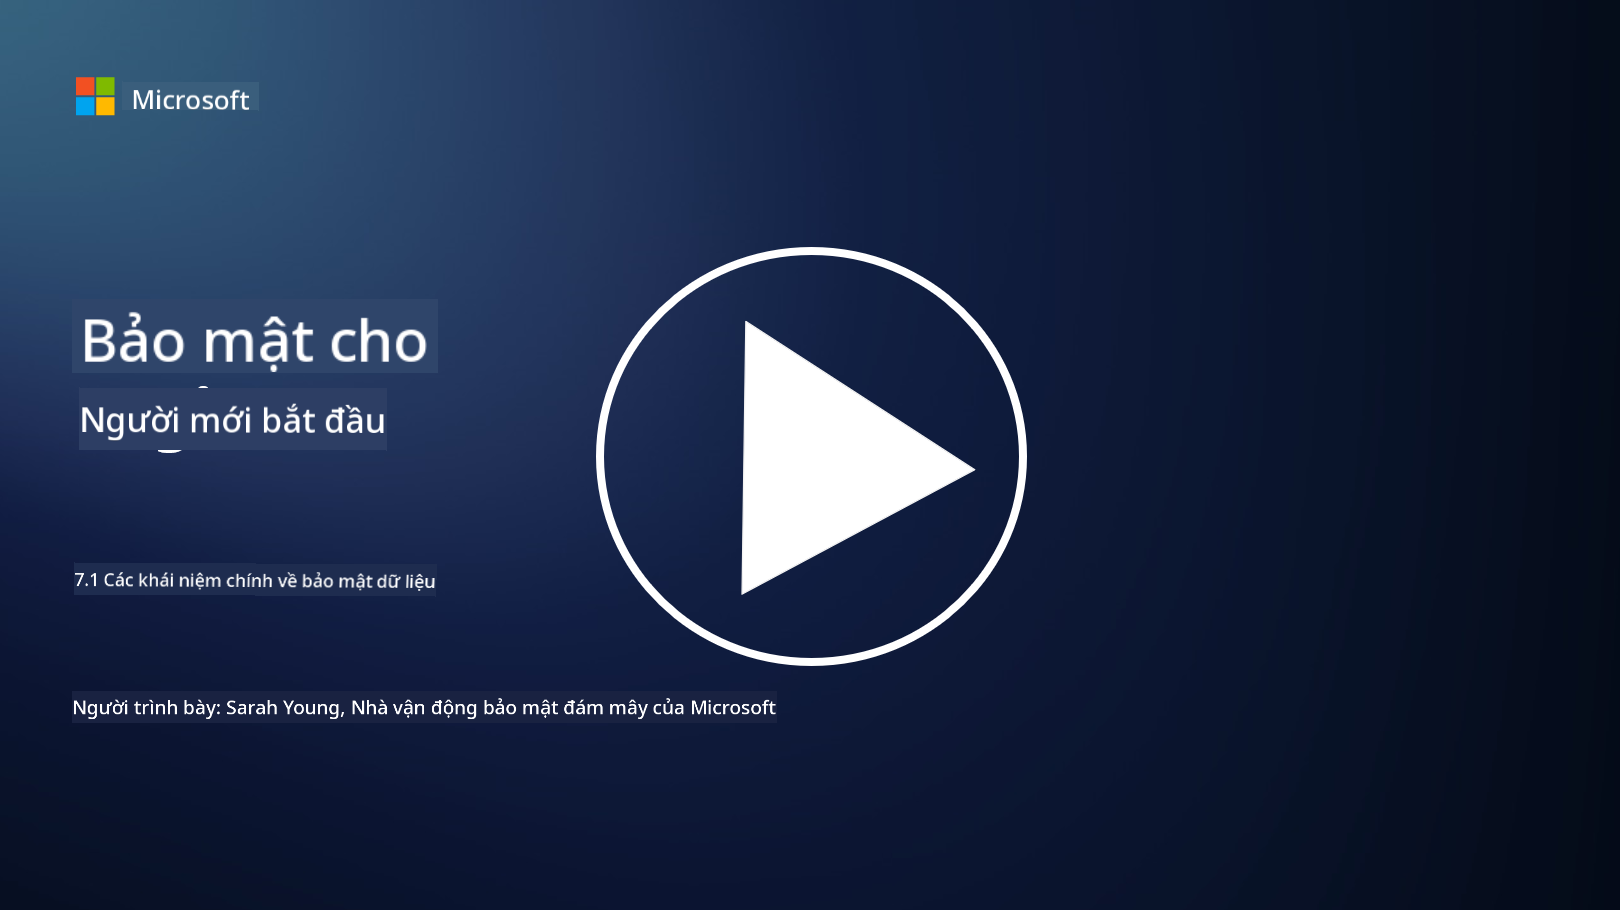 Microsoft
Bảo mật cho
Người mới bắt đầu
7.1 Các khái niệm chính về bảo mật dữ liệu
Người trình bày: Sarah Young, Nhà vận động bảo mật đám mây của Microsoft